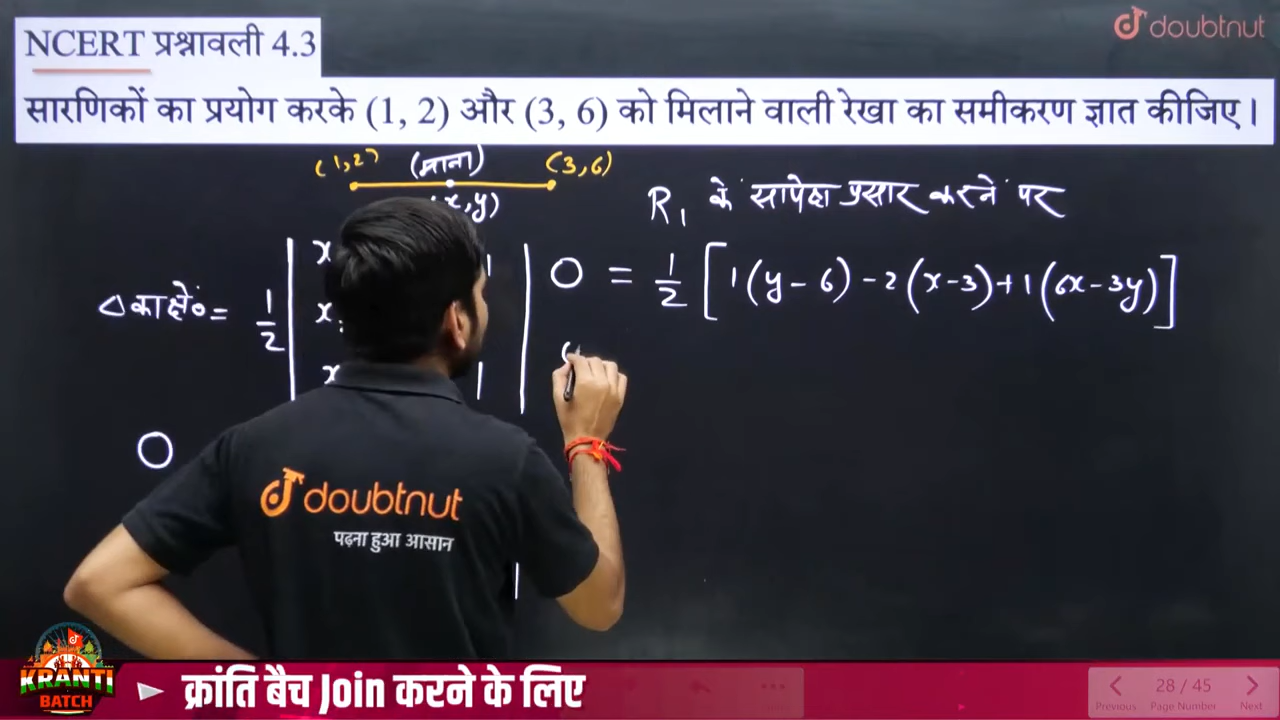 doubtnut
NCERT प्रश्नावली 4.3
सारणिकों का प्रयोग करके (1, 2) और (3, 6) को मिलाने वाली रेखा का समीकरण ज्ञात कीजिए।
(1,2) (माना) (3,6)
x,y)
R₁ के सापेक्ष प्रसार करने पर
△ का क्षे० = 1/2 | x 1
x
x 1 |
0 = 1/2 [1(y-6) -2(x-3)+1(6x-3y)]
0
doubtnut
पढ़ना हुआ आसान
KRANTI
BATCH
क्रांति बैच Join करने के लिए
28 / 45
Previous Page Number Next